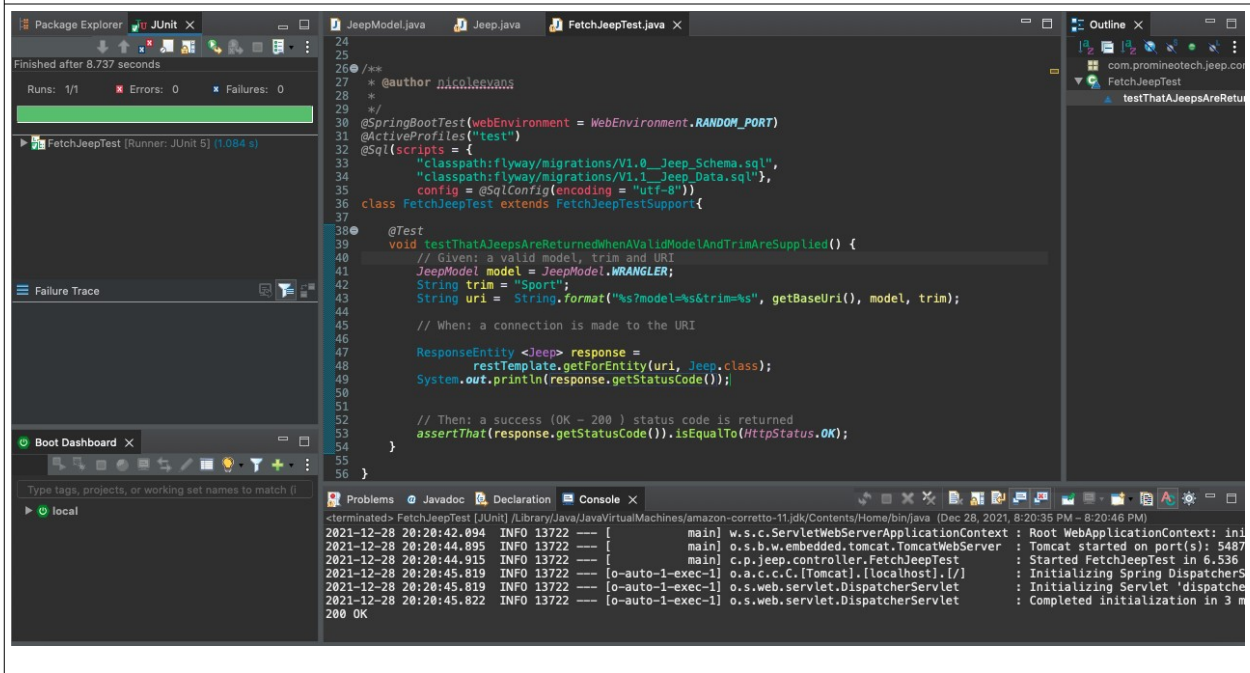 Package Explorer
JUnit
Finished after 8.737 seconds
Runs: 1/1
Errors: 0
Failures: 0
FetchJeepTest [Runner: JUnit 5] (1.084 s)
Failure Trace
Boot Dashboard
Type tags, projects, or working set names to match (i
local
JeepModel.java
Jeep.java
FetchJeepTest.java
24
25
26 /**
27 * @author nicoleevans
28 *
29 */
30 @SpringBootTest(webEnvironment = WebEnvironment.RANDOM_PORT)
31 @ActiveProfiles("test")
32 @Sql(scripts = {
33 "classpath:flyway/migrations/V1.0__Jeep_Schema.sql",
34 "classpath:flyway/migrations/V1.1__Jeep_Data.sql"},
35 config = @SqlConfig(encoding = "utf-8"))
36 class FetchJeepTest extends FetchJeepTestSupport{
37
38 @Test
39 void testThatAJeepsAreReturnedWhenAValidModelAndTrimAreSupplied() {
40 // Given: a valid model, trim and URI
41 JeepModel model = JeepModel.WRANGLER;
42 String trim = "Sport";
43 String uri =  String.format("%s?model=%s&trim=%s", getBaseUri(), model, trim);
44
45 // When: a connection is made to the URI
46
47 ResponseEntity <Jeep> response =
48 restTemplate.getForEntity(uri, Jeep.class);
49 System.out.println(response.getStatusCode());
50
51
52 // Then: a success (OK - 200 ) status code is returned
53 assertThat(response.getStatusCode()).isEqualTo(HttpStatus.OK);
54 }
55
56 }
Outline
com.promineotech.jeep.cor
FetchJeepTest
testThatAJeepsAreRetur
Problems
Javadoc
Declaration
Console
<terminated> FetchJeepTest [JUnit] /Library/Java/JavaVirtualMachines/amazon-corretto-11.jdk/Contents/Home/bin/java (Dec 28, 2021, 8:20:35 PM – 8:20:46 PM)
2021-12-28 20:20:42.094 INFO 13722 --- [ main] w.s.c.ServletWebServerApplicationContext : Root WebApplicationContext: ini
2021-12-28 20:20:44.895 INFO 13722 --- [ main] o.s.b.w.embedded.tomcat.TomcatWebServer : Tomcat started on port(s): 5487
2021-12-28 20:20:44.915 INFO 13722 --- [ main] c.p.jeep.controller.FetchJeepTest : Started FetchJeepTest in 6.536
2021-12-28 20:20:45.819 INFO 13722 --- [o-auto-1-exec-1] o.a.c.c.C.[Tomcat].[localhost].[/] : Initializing Spring DispatcherS
2021-12-28 20:20:45.819 INFO 13722 --- [o-auto-1-exec-1] o.s.web.servlet.DispatcherServlet : Initializing Servlet 'dispatche
2021-12-28 20:20:45.822 INFO 13722 --- [o-auto-1-exec-1] o.s.web.servlet.DispatcherServlet : Completed initialization in 3 m
200 OK